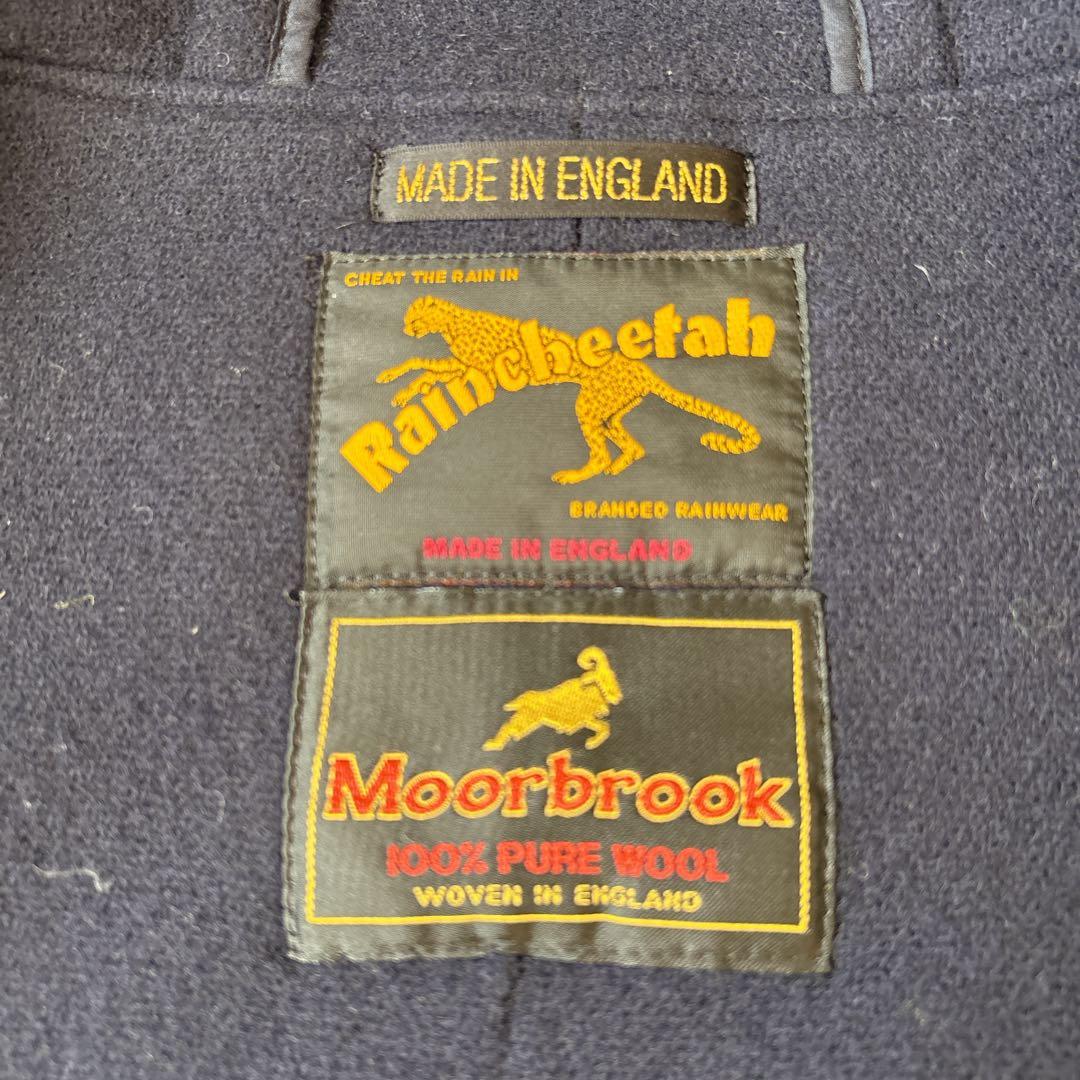 MADE IN ENGLAND
CHEAT THE RAIN IN
Raincheetah
BRANDED RAINWEAR
MADE IN ENGLAND
Moorbrook
100% PURE WOOL
WOVEN IN ENGLAND